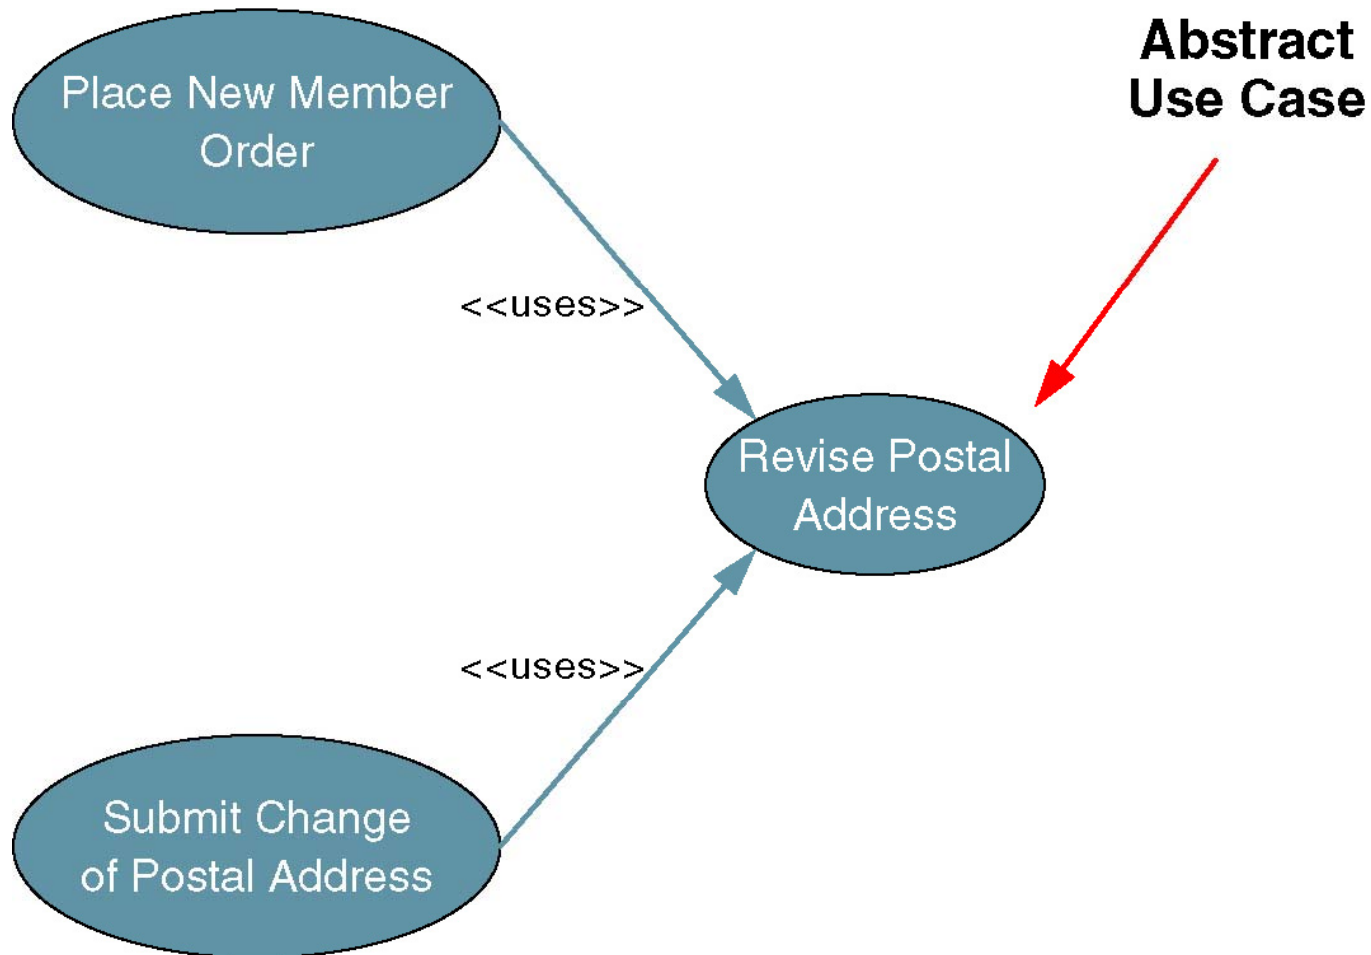 Place New Member
Order
Abstract
Use Case
<<uses>>
Revise Postal
Address
<<uses>>
Submit Change
of Postal Address